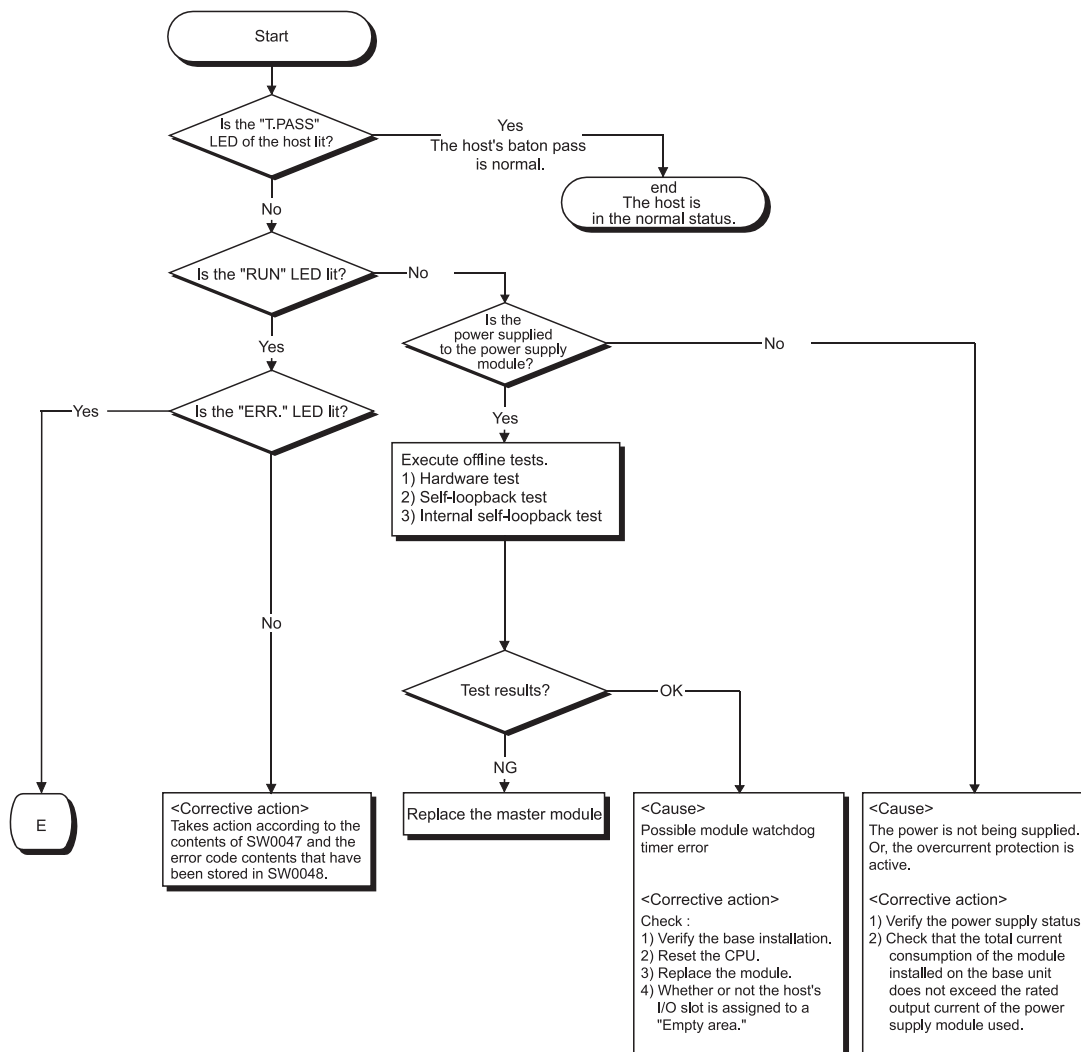 Start
Is the "T.PASS"
LED of the host lit?
Yes
The host's baton pass
is normal.
end
The host is
in the normal status.
No
Is the "RUN" LED lit?
No
Is the
power supplied
to the power supply
module?
No
Yes
Is the "ERR." LED lit?
Yes
Yes
Execute offline tests.
1) Hardware test
2) Self-loopback test
3) Internal self-loopback test
No
Test results?
OK
NG
E
<Corrective action>
Takes action according to the
contents of SW0047 and the
error code contents that have
been stored in SW0048.
Replace the master module
<Cause>
Possible module watchdog
timer error
<Corrective action>
Check :
1) Verify the base installation.
2) Reset the CPU.
3) Replace the module.
4) Whether or not the host's
I/O slot is assigned to a
"Empty area."
<Cause>
The power is not being supplied.
Or, the overcurrent protection is
active.
<Corrective action>
1) Verify the power supply status
2) Check that the total current
consumption of the module
installed on the base unit
does not exceed the rated
output current of the power
supply module used.